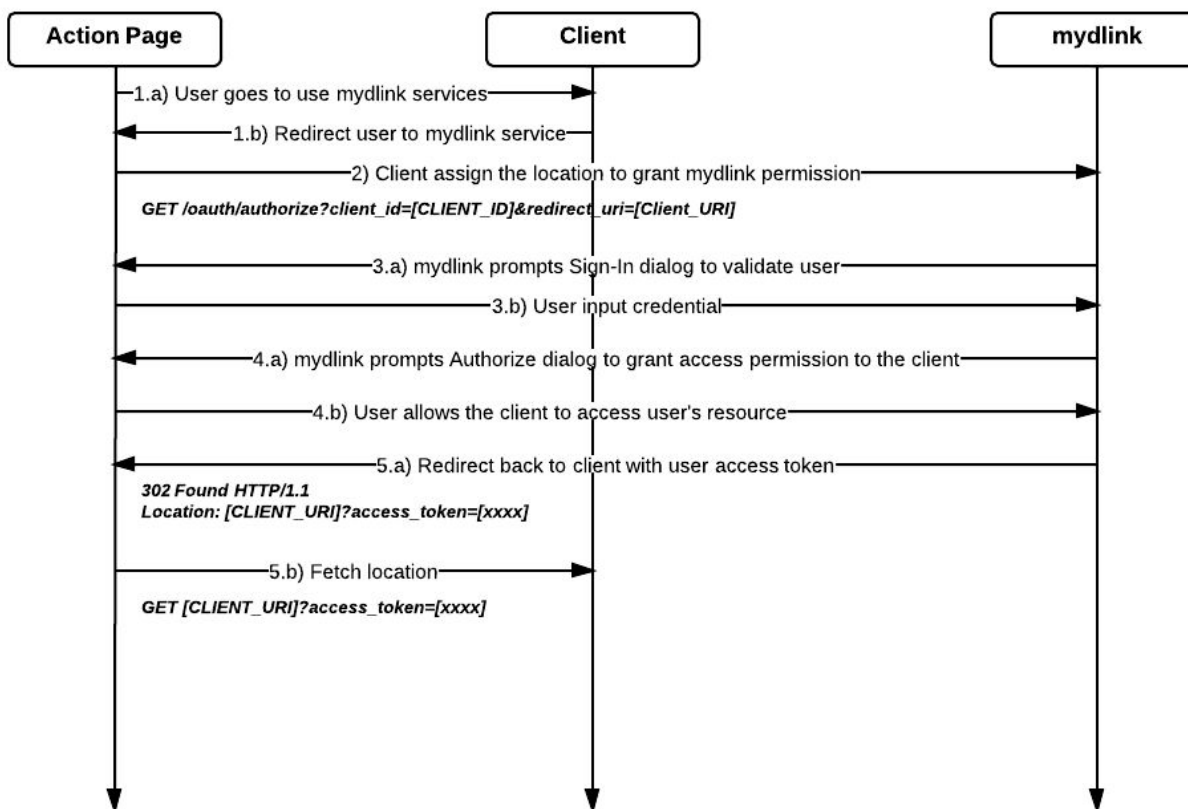 Action Page
Client
mydlink
1.a) User goes to use mydlink services
1.b) Redirect user to mydlink service
2) Client assign the location to grant mydlink permission
GET /oauth/authorize?client_id=[CLIENT_ID]&redirect_uri=[Client_URI]
3.a) mydlink prompts Sign-In dialog to validate user
3.b) User input credential
4.a) mydlink prompts Authorize dialog to grant access permission to the client
4.b) User allows the client to access user's resource
5.a) Redirect back to client with user access token
302 Found HTTP/1.1
Location: [CLIENT_URI]?access_token=[xxxx]
5.b) Fetch location
GET [CLIENT_URI]?access_token=[xxxx]